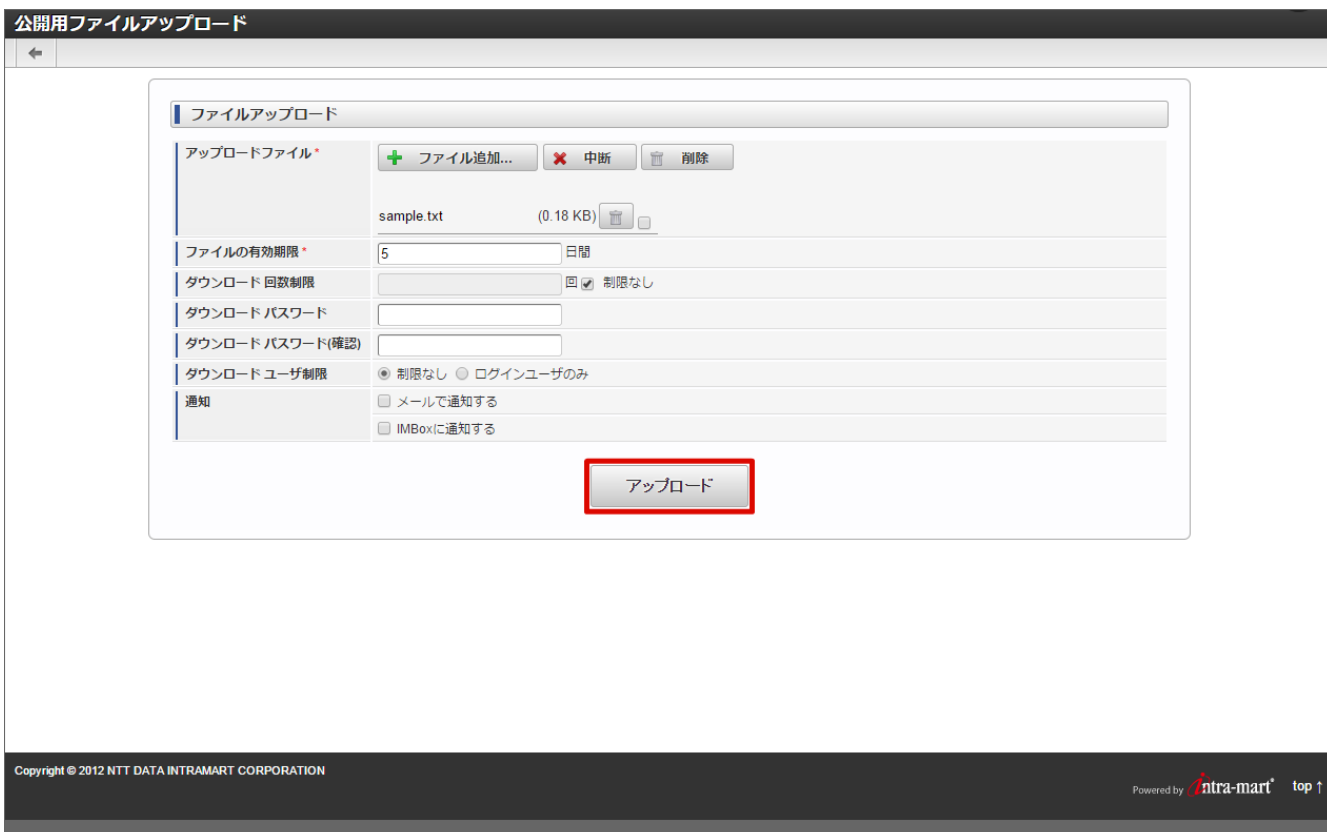 公開用ファイルアップロード
ファイルアップロード
アップロードファイル*
ファイル追加... 中断 削除
sample.txt (0.18 KB)
ファイルの有効期限* 5 日間
ダウンロード 回数制限 回 制限なし
ダウンロード パスワード
ダウンロード パスワード(確認)
ダウンロード ユーザ制限 制限なし ログインユーザのみ
通知 メールで通知する
IMBoxに通知する
アップロード
Copyright © 2012 NTT DATA INTRAMART CORPORATION
Powered by intra-mart® top ↑